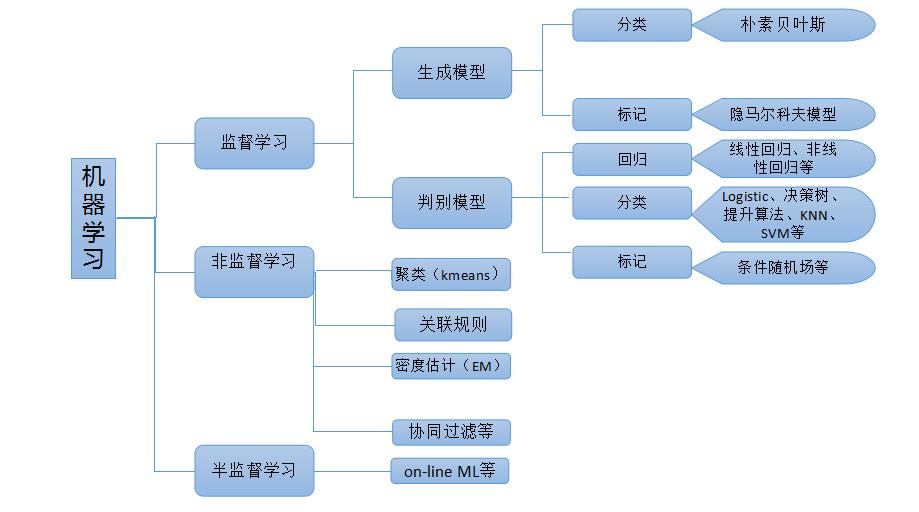 机
器
学
习
监督学习
生成模型
分类
朴素贝叶斯
标记
隐马尔科夫模型
判别模型
回归
线性回归、非线
性回归等
分类
Logistic、决策树、
提升算法、KNN、
SVM等
标记
条件随机场等
非监督学习
聚类（kmeans）
关联规则
密度估计（EM）
协同过滤等
半监督学习
on-line ML等